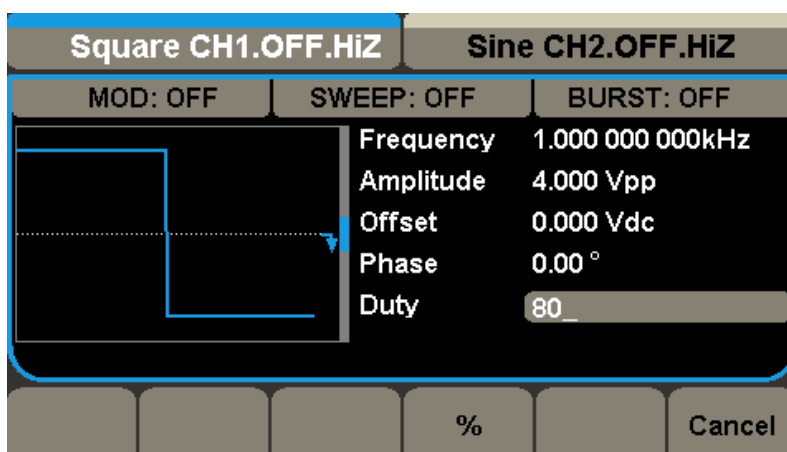 Square CH1.OFF.HiZ Sine CH2.OFF.HiZ
MOD: OFF SWEEP: OFF BURST: OFF
Frequency 1.000 000 000kHz
Amplitude 4.000 Vpp
Offset 0.000 Vdc
Phase 0.00 °
Duty 80_
% Cancel